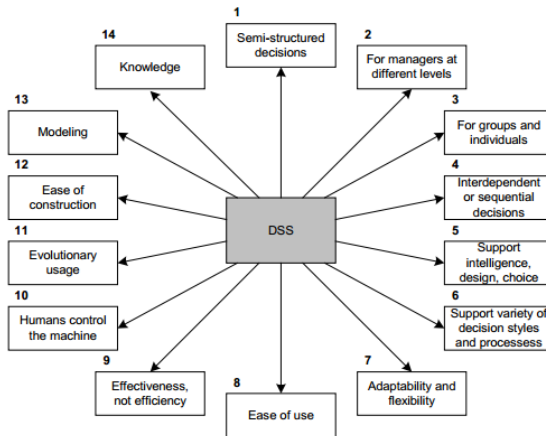 1
Semi-structured
decisions
2
For managers at
different levels
3
For groups and
individuals
4
Interdependent
or sequential
decisions
5
Support
intelligence,
design, choice
6
Support variety of
decision styles
and processess
7
Adaptability and
flexibility
8
Ease of use
9
Effectiveness,
not efficiency
10
Humans control
the machine
11
Evolutionary
usage
12
Ease of
construction
13
Modeling
14
Knowledge
DSS